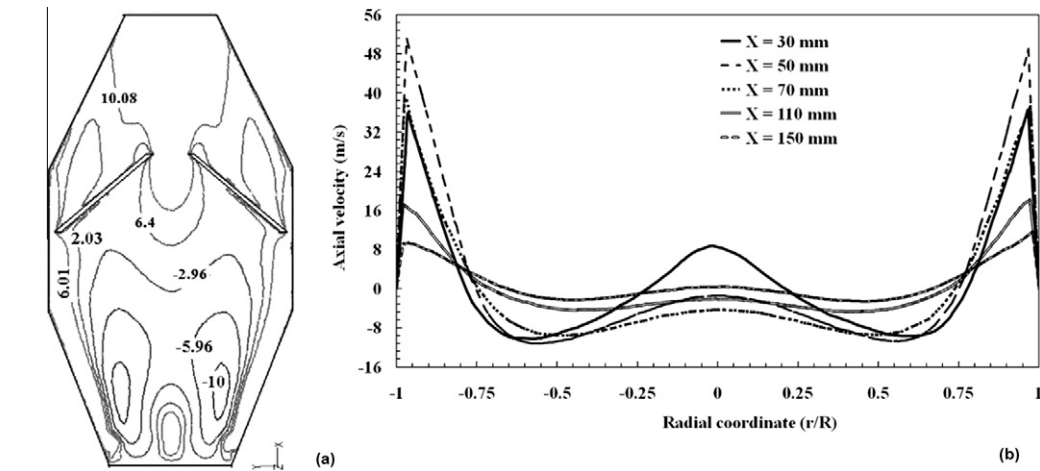 10.08
6.4
2.03
6.01
-2.96
-5.96
-10
X
Y
Z
(a)
56
48
40
32
24
16
8
0
-8
-16
Axial velocity (m/s)
X = 30 mm
X = 50 mm
X = 70 mm
X = 110 mm
X = 150 mm
-1 -0.75 -0.5 -0.25 0 0.25 0.5 0.75 1
Radial coordinate (r/R)
(b)